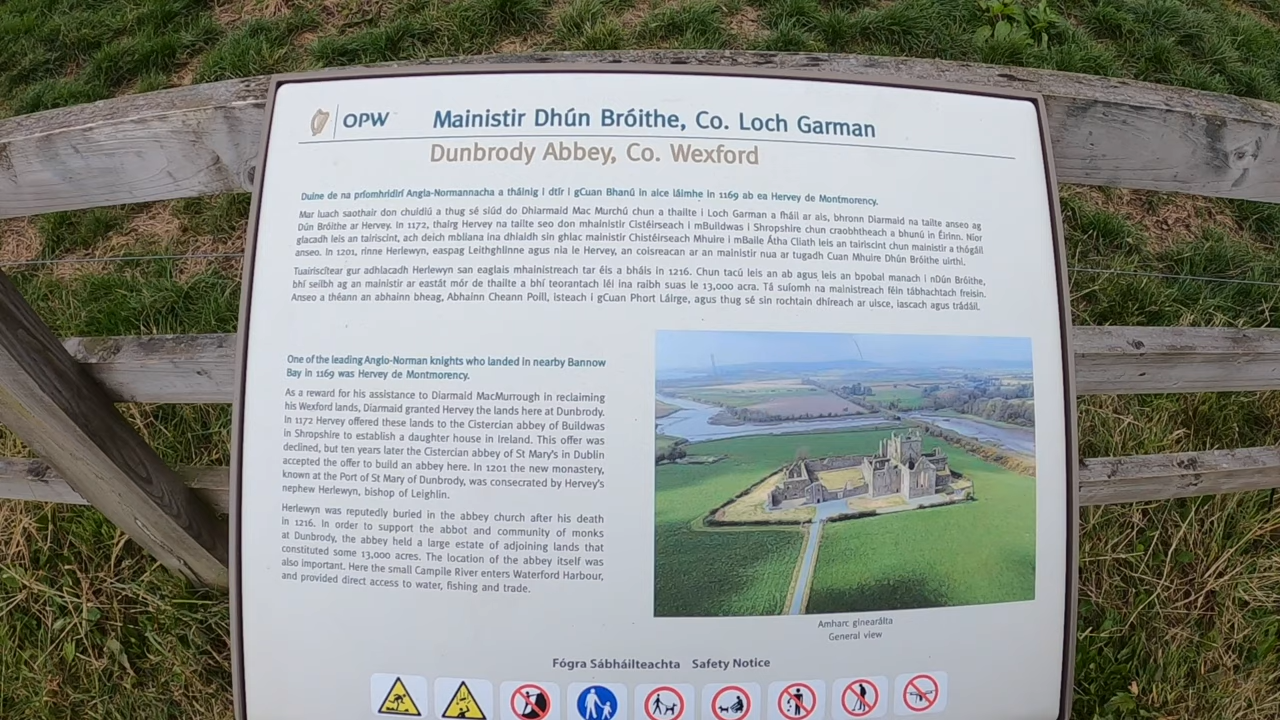 OPW
Mainistir Dhún Bróithe, Co. Loch Garman
Dunbrody Abbey, Co. Wexford
Duine de na príomhridirí Angla-Normannacha a tháinig i dtír i gCuan Bhanú in aice láimhe in 1169 ab ea Hervey de Montmorency.
Mar luach saothair don chuidiú a thug sé siúd do Dhiarmaid Mac Murchú chun a thailte i Loch Garman a fháil ar ais, bhronn Diarmaid na tailte anseo ag
Dún Bróithe ar Hervey. In 1172, thairg Hervey na tailte seo don mhainistir Cistéirseach i mBuildwas i Shropshire chun craobhtheach a bhunú in Éirinn. Níor
glacadh leis an tairiscint, ach deich mbliana ina dhiaidh sin ghlac mainistir Chistéirseach Mhuire i mBaile Átha Cliath leis an tairiscint chun mainistir a thógáil
anseo. In 1201, rinne Herlewyn, easpag Leithghlinne agus nia le Hervey, an coisreacan ar an mainistir nua ar tugadh Cuan Mhuire Dhún Bróithe uirthi.
Tuairiscítear gur adhlacadh Herlewyn san eaglais mhainistreach tar éis a bháis in 1216. Chun tacú leis an ab agus leis an bpobal manach i nDún Bróithe,
bhí seilbh ag an mainistir ar eastát mór de thailte a bhí teorantach léi ina raibh suas le 13,000 acra. Tá suíomh na mainistreach féin tábhachtach freisin.
Anseo a théann an abhainn bheag, Abhainn Cheann Poill, isteach i gCuan Phort Láirge, agus thug sé sin rochtain dhíreach ar uisce, iascach agus trádáil.
One of the leading Anglo-Norman knights who landed in nearby Bannow
Bay in 1169 was Hervey de Montmorency.
As a reward for his assistance to Diarmaid MacMurrough in reclaiming
his Wexford lands, Diarmaid granted Hervey the lands here at Dunbrody.
In 1172 Hervey offered these lands to the Cistercian abbey of Buildwas
in Shropshire to establish a daughter house in Ireland. This offer was
declined, but ten years later the Cistercian abbey of St Mary's in Dublin
accepted the offer to build an abbey here. In 1201 the new monastery,
known at the Port of St Mary of Dunbrody, was consecrated by Hervey's
nephew Herlewyn, bishop of Leighlin.
Herlewyn was reputedly buried in the abbey church after his death
in 1216. In order to support the abbot and community of monks
at Dunbrody, the abbey held a large estate of adjoining lands that
constituted some 13,000 acres. The location of the abbey itself was
also important. Here the small Campile River enters Waterford Harbour,
and provided direct access to water, fishing and trade.
Amharc ginearálta
General view
Fógra Sábháilteachta Safety Notice